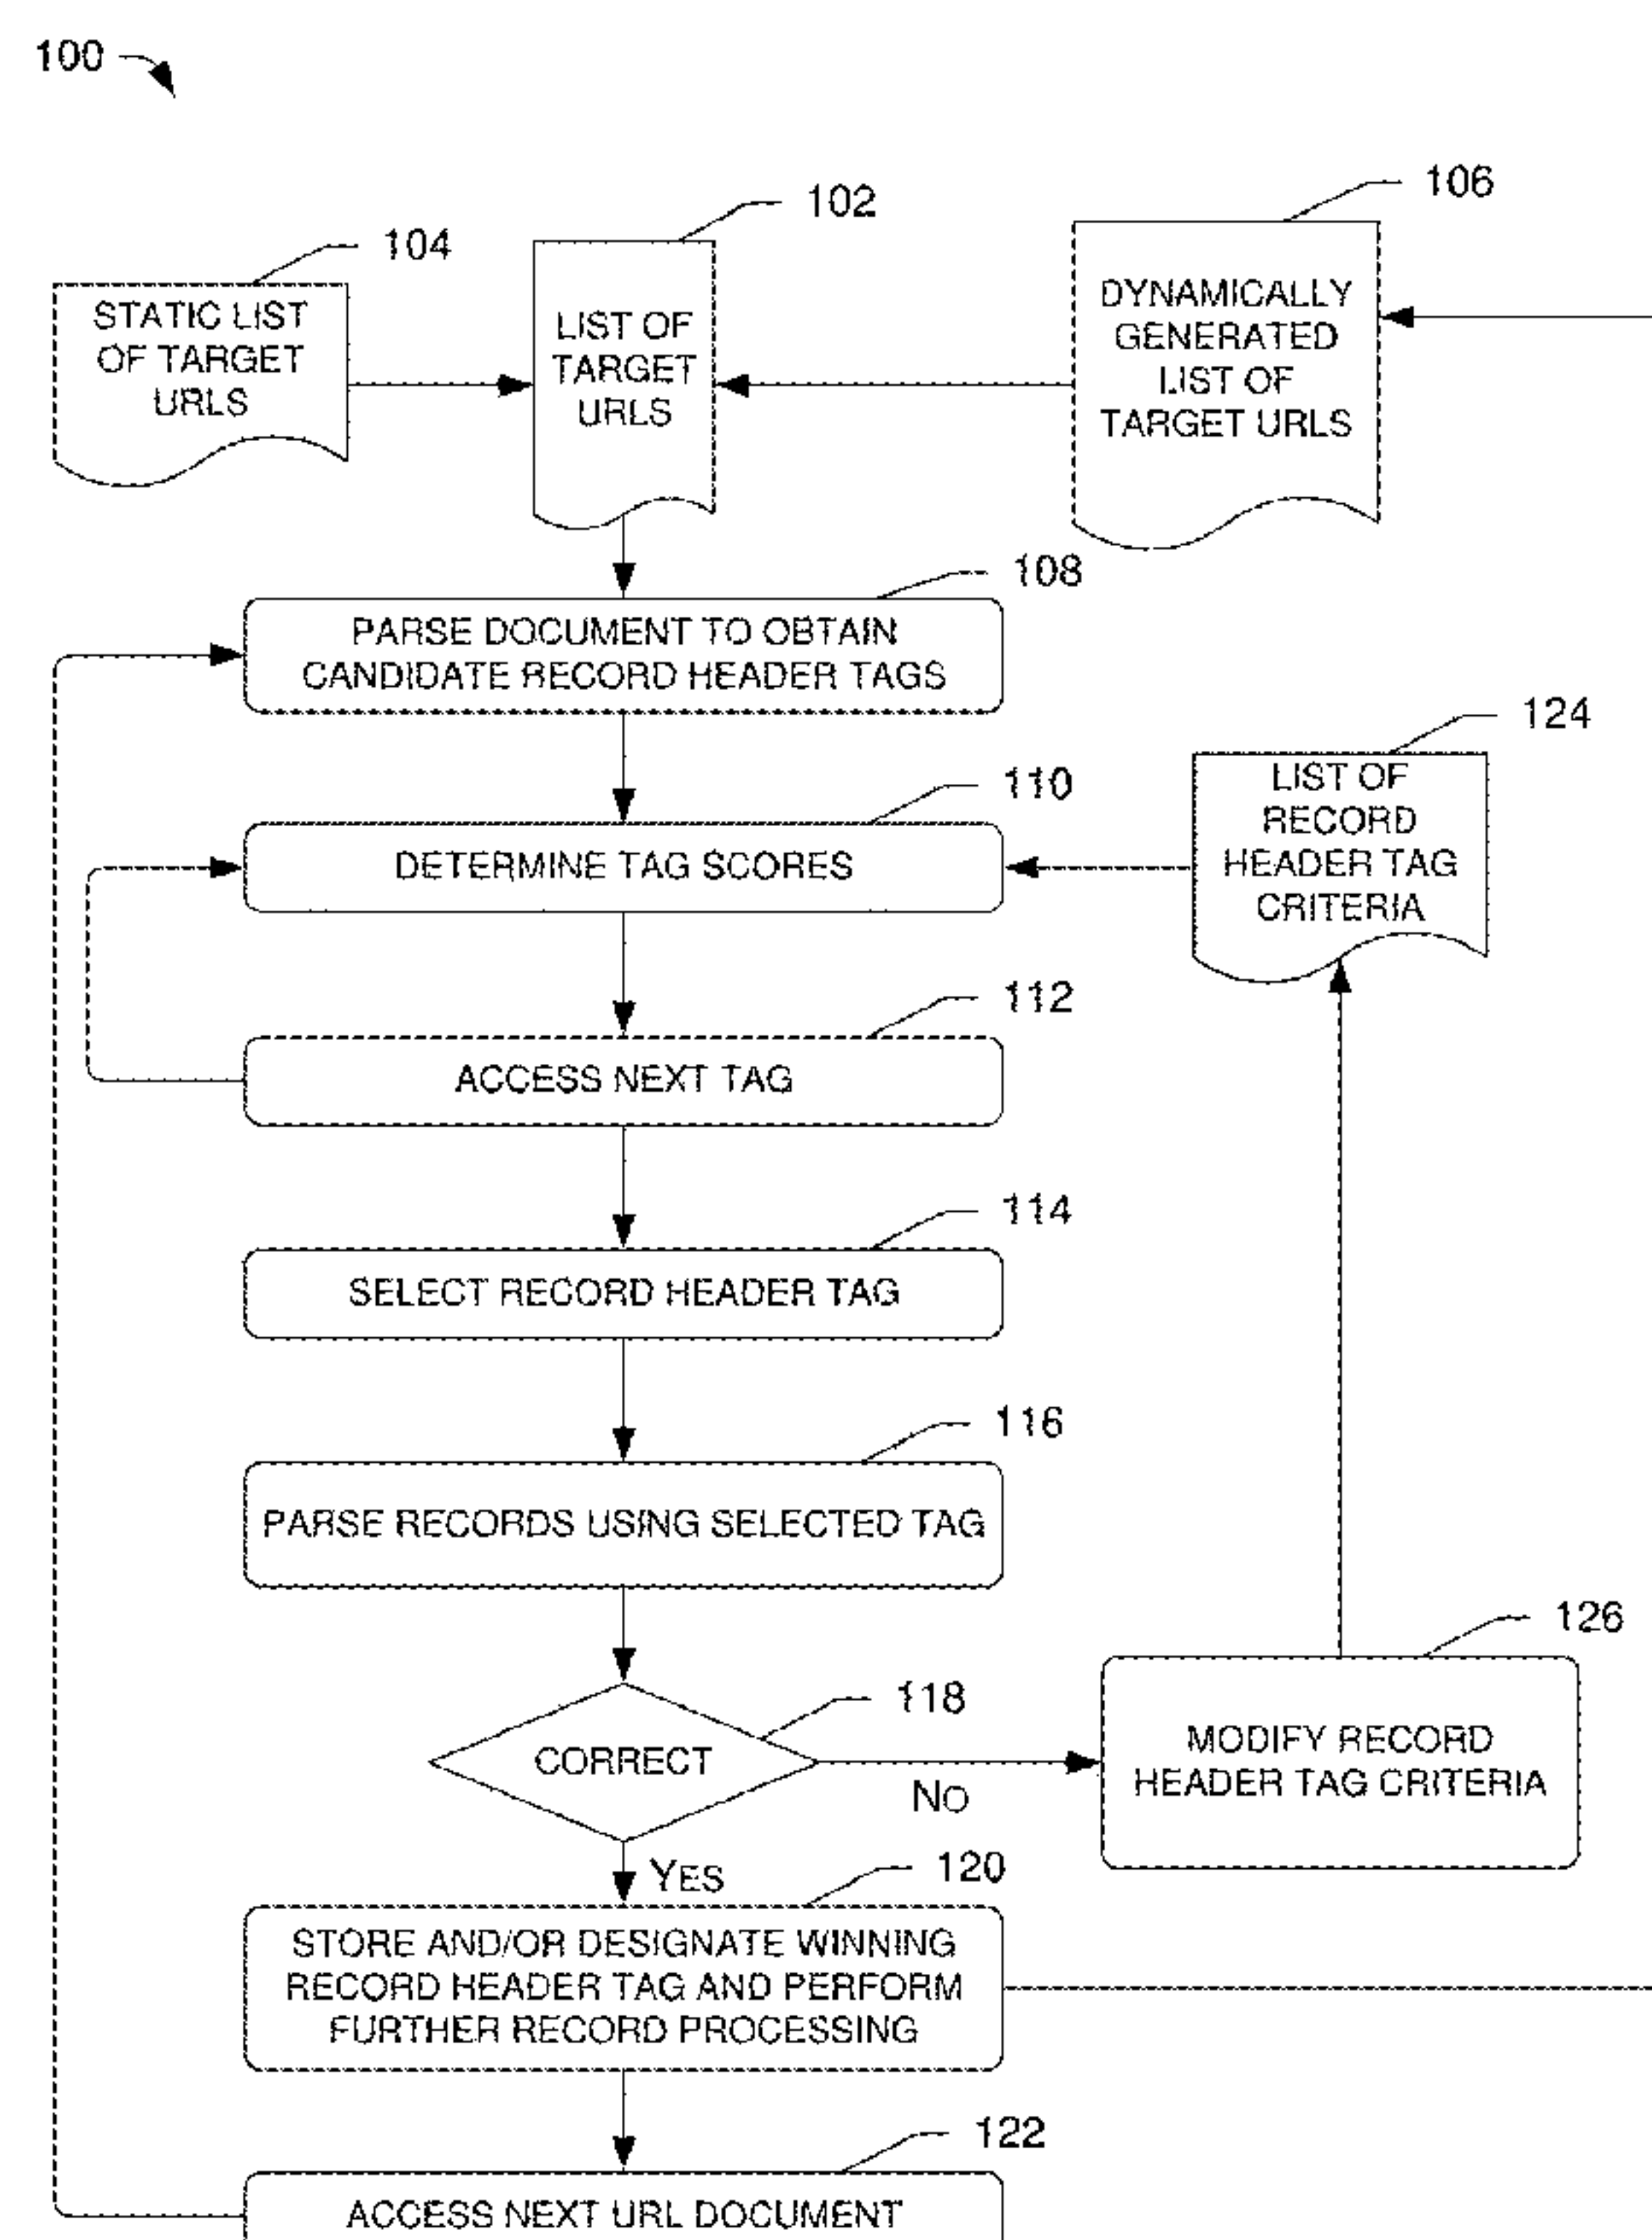 100
102
106
104
STATIC LIST
OF TARGET
URLS
LIST OF
TARGET
URLS
DYNAMICALLY
GENERATED
LIST OF
TARGET URLS
108
PARSE DOCUMENT TO OBTAIN
CANDIDATE RECORD HEADER TAGS
124
LIST OF
RECORD
HEADER TAG
CRITERIA
110
DETERMINE TAG SCORES
112
ACCESS NEXT TAG
114
SELECT RECORD HEADER TAG
116
PARSE RECORDS USING SELECTED TAG
126
MODIFY RECORD
HEADER TAG CRITERIA
118
CORRECT
NO
YES
120
STORE AND/OR DESIGNATE WINNING
RECORD HEADER TAG AND PERFORM
FURTHER RECORD PROCESSING
122
ACCESS NEXT URL DOCUMENT